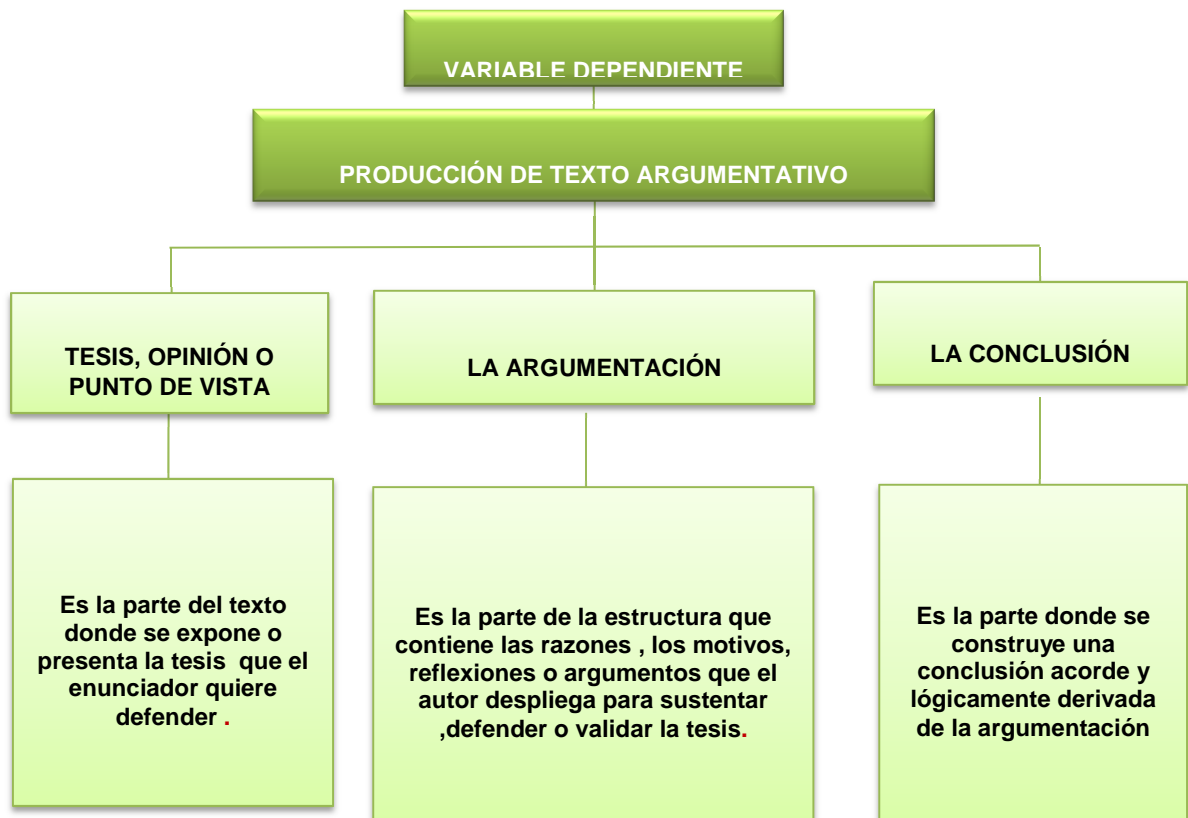 VARIABLE DEPENDIENTE
PRODUCCIÓN DE TEXTO ARGUMENTATIVO
TESIS, OPINIÓN O
PUNTO DE VISTA
LA ARGUMENTACIÓN
LA CONCLUSIÓN
Es la parte del texto
donde se expone o
presenta la tesis que el
enunciador quiere
defender .
Es la parte de la estructura que
contiene las razones , los motivos,
reflexiones o argumentos que el
autor despliega para sustentar
,defender o validar la tesis.
Es la parte donde se
construye una
conclusión acorde y
lógicamente derivada
de la argumentación